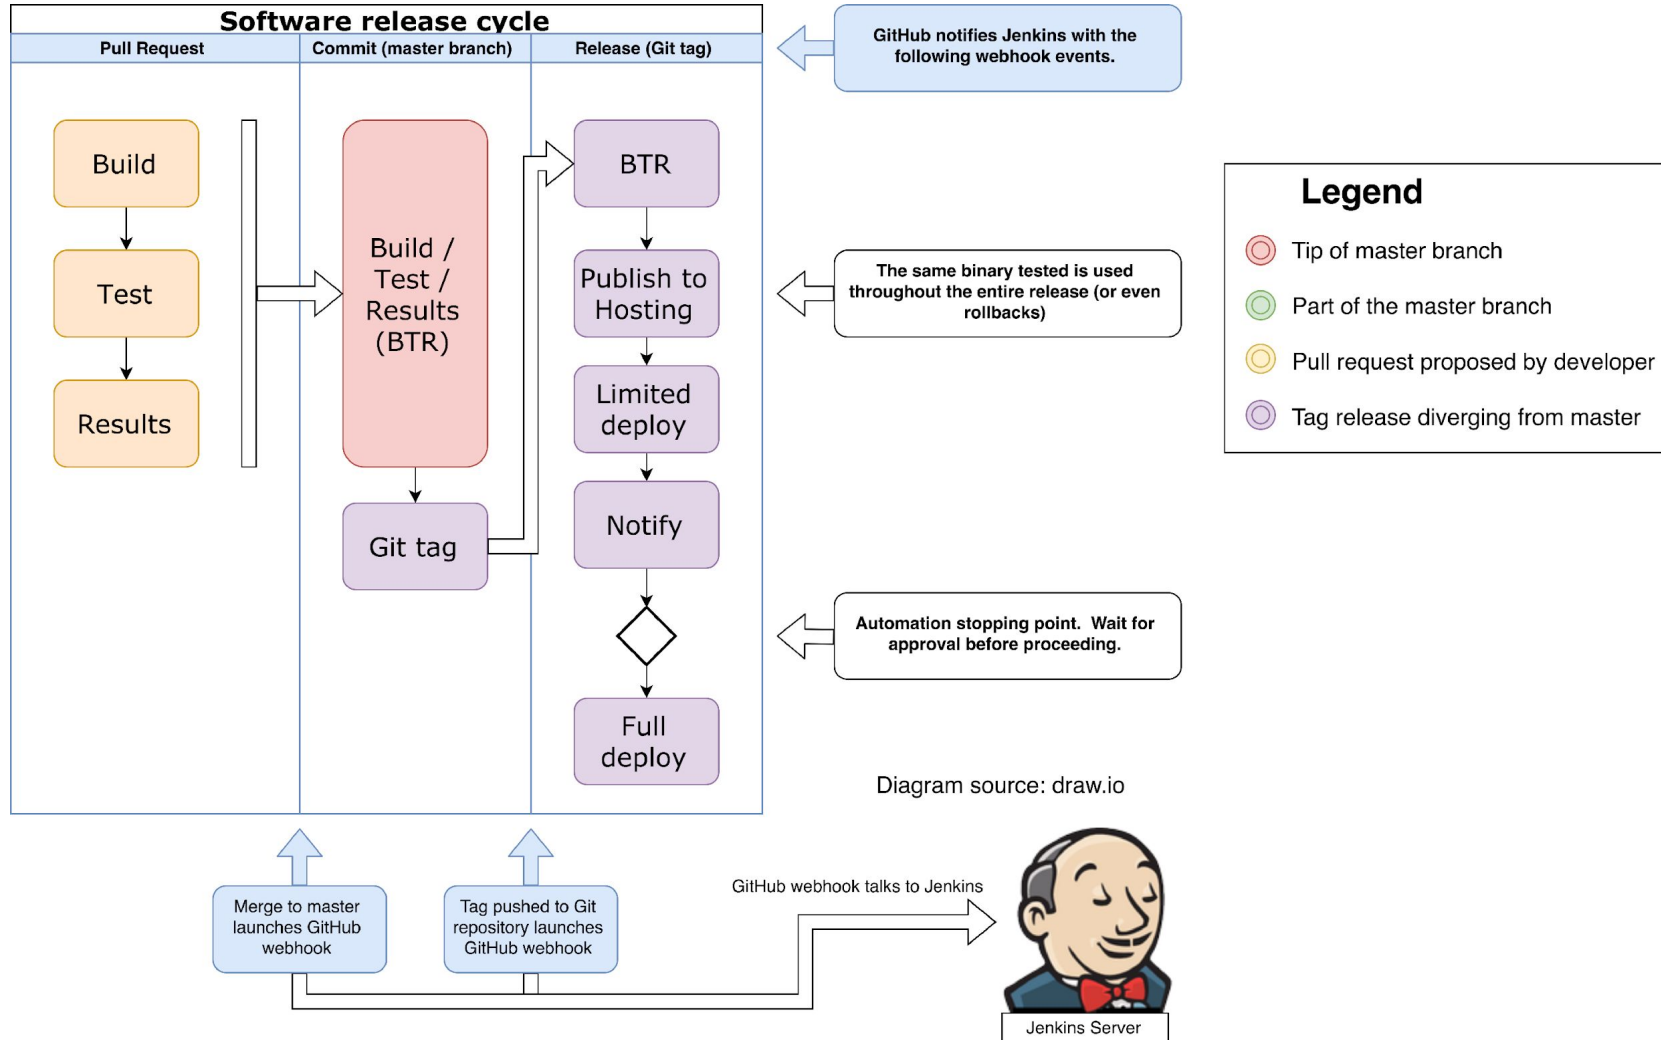 Software release cycle
Pull Request
Commit (master branch)
Release (Git tag)
GitHub notifies Jenkins with the
following webhook events.
Build
Test
Results
Build /
Test /
Results
(BTR)
Git tag
BTR
Publish to
Hosting
Limited
deploy
Notify
Full
deploy
The same binary tested is used
throughout the entire release (or even
rollbacks)
Automation stopping point. Wait for
approval before proceeding.
Legend
Tip of master branch
Part of the master branch
Pull request proposed by developer
Tag release diverging from master
Diagram source: draw.io
Merge to master
launches GitHub
webhook
Tag pushed to Git
repository launches
GitHub webhook
GitHub webhook talks to Jenkins
Jenkins Server